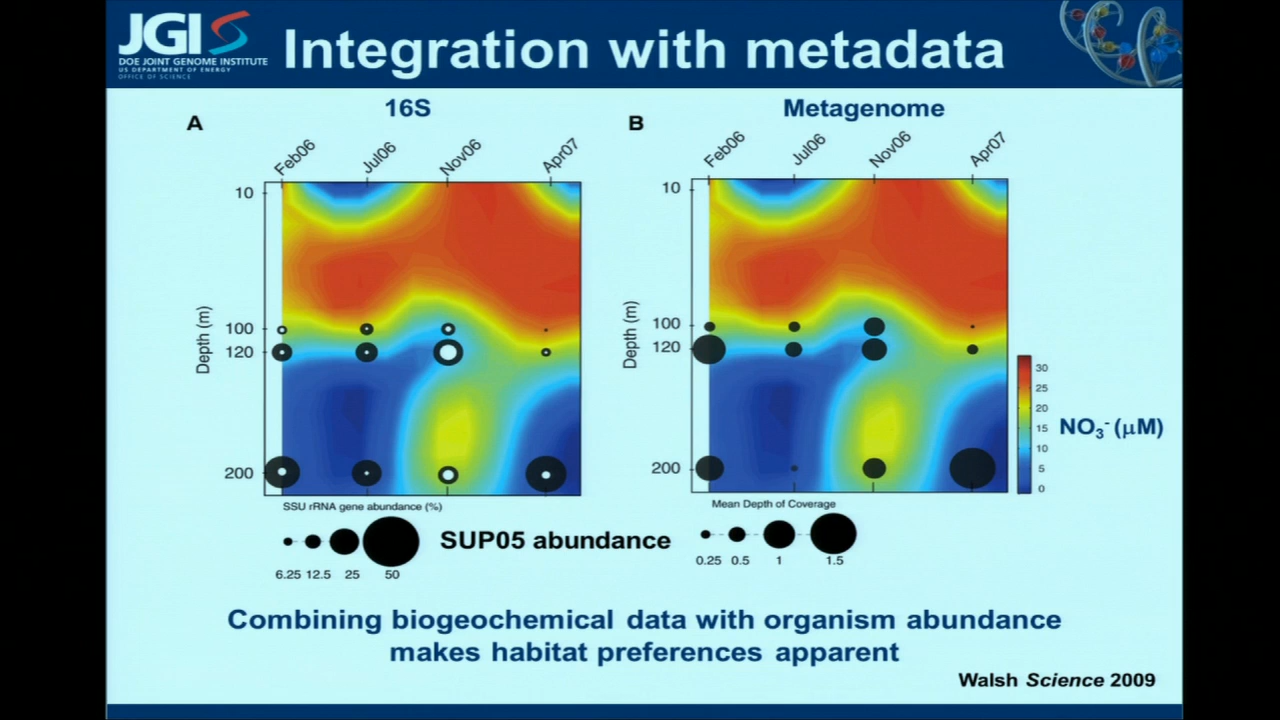 JGI
DOE JOINT GENOME INSTITUTE
US DEPARTMENT OF ENERGY
OFFICE OF SCIENCE
Integration with metadata
A
16S
Feb06
Jul06
Nov06
Apr07
10
100
120
200
Depth (m)
SSU rRNA gene abundance (%)
6.25 12.5 25 50
SUP05 abundance
B
Metagenome
Feb06
Jul06
Nov06
Apr07
10
100
120
200
Depth (m)
Mean Depth of Coverage
0.25 0.5 1 1.5
30
25
20
15
10
5
0
NO₃⁻ (μM)
Combining biogeochemical data with organism abundance
makes habitat preferences apparent
Walsh Science 2009